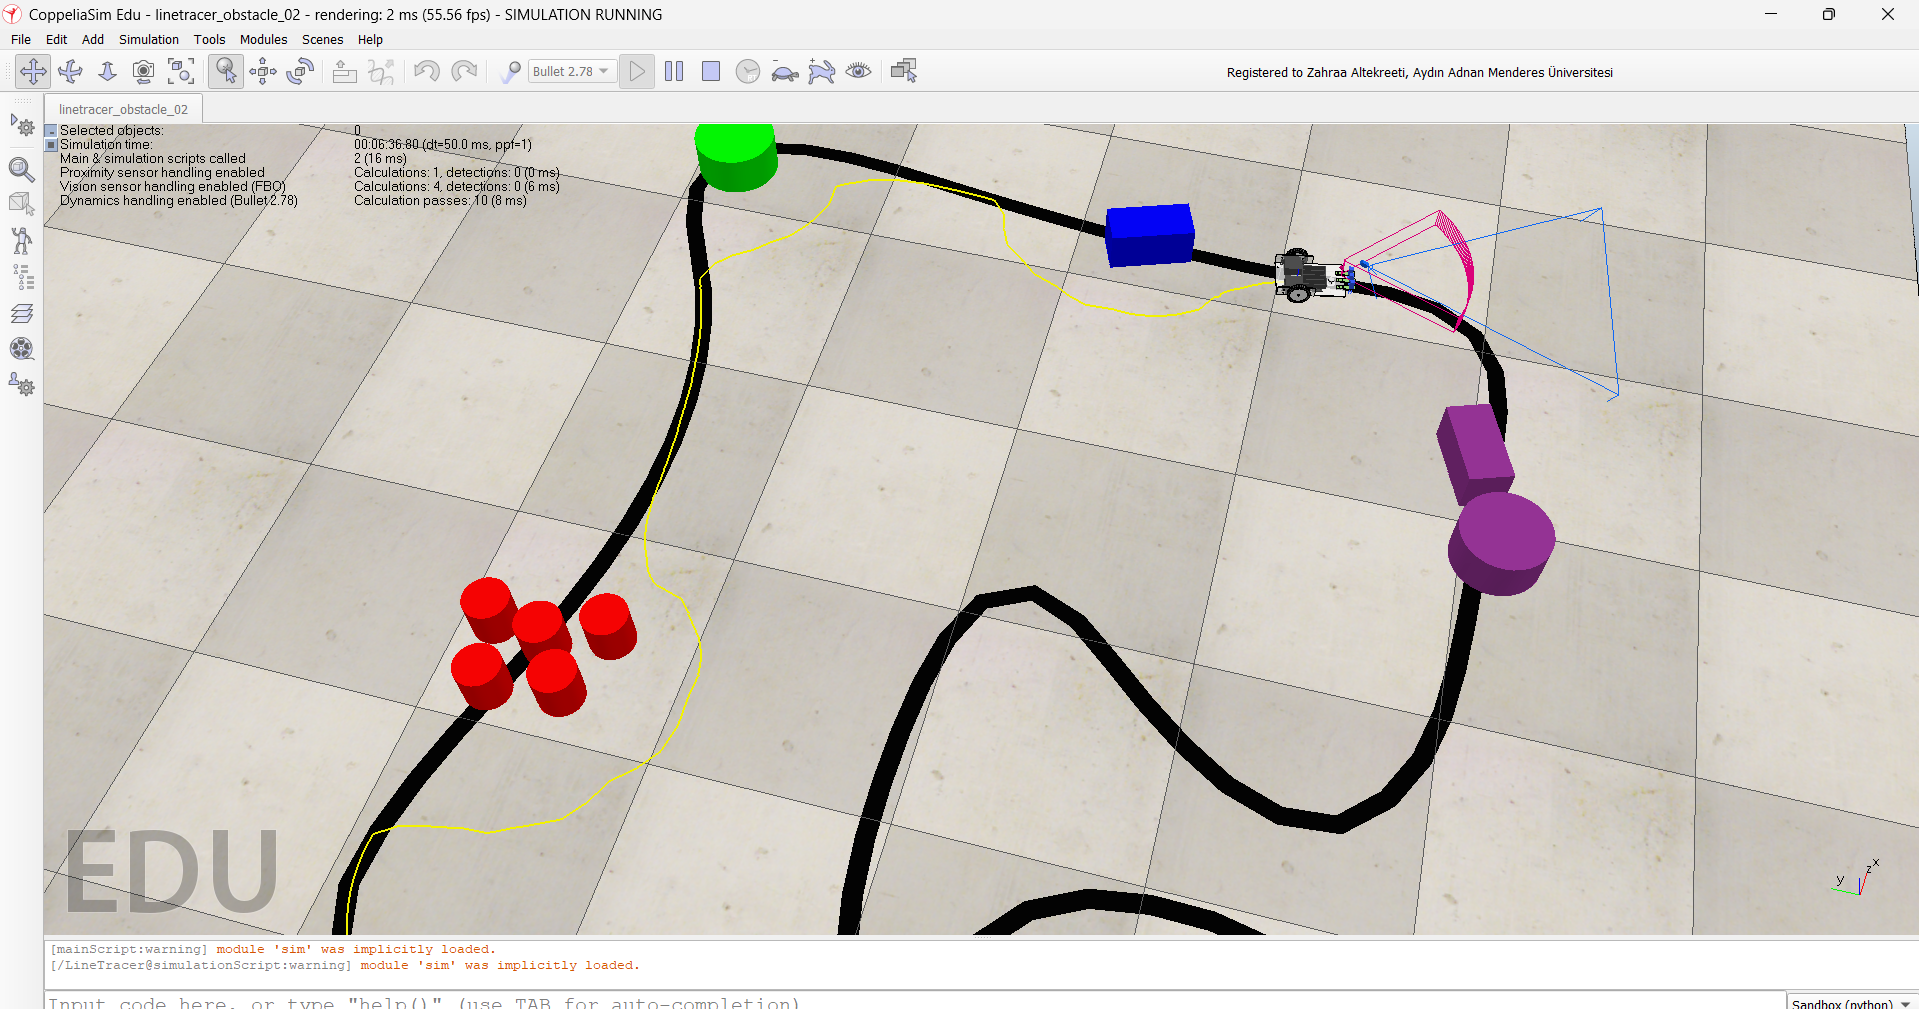 CoppeliaSim Edu - linetracer_obstacle_02 - rendering: 2 ms (55.56 fps) - SIMULATION RUNNING
File Edit Add Simulation Tools Modules Scenes Help
Bullet 2.78
Registered to Zahraa Altekreeti, Aydın Adnan Menderes Üniversitesi
linetracer_obstacle_02
Selected objects: 0
Simulation time: 00:06:36.80 (dt=50.0 ms, ppf=1)
Main & simulation scripts called 2 (16 ms)
Proximity sensor handling enabled Calculations: 1, detections: 0 (0 ms)
Vision sensor handling enabled (FBO) Calculations: 4, detections: 0 (6 ms)
Dynamics handling enabled (Bullet 2.78) Calculation passes: 10 (8 ms)
x
z
y
EDU
[mainScript:warning] module 'sim' was implicitly loaded.
[/LineTracer@simulationScript:warning] module 'sim' was implicitly loaded.
Input code here, or type "help()" (use TAB for auto-completion)
Sandbox (python)